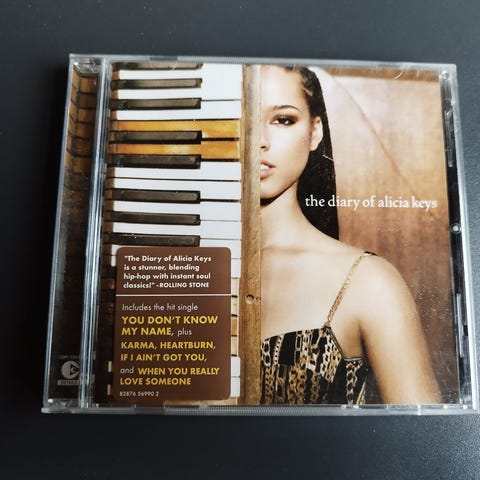 the diary of alicia keys
"The Diary of Alicia Keys
is a stunner, blending
hip-hop with instant soul
classics!" -ROLLING STONE
Includes the hit single
YOU DON'T KNOW
MY NAME, plus
KARMA, HEARTBURN,
IF I AIN'T GOT YOU,
and WHEN YOU REALLY
LOVE SOMEONE
82876 56990 2